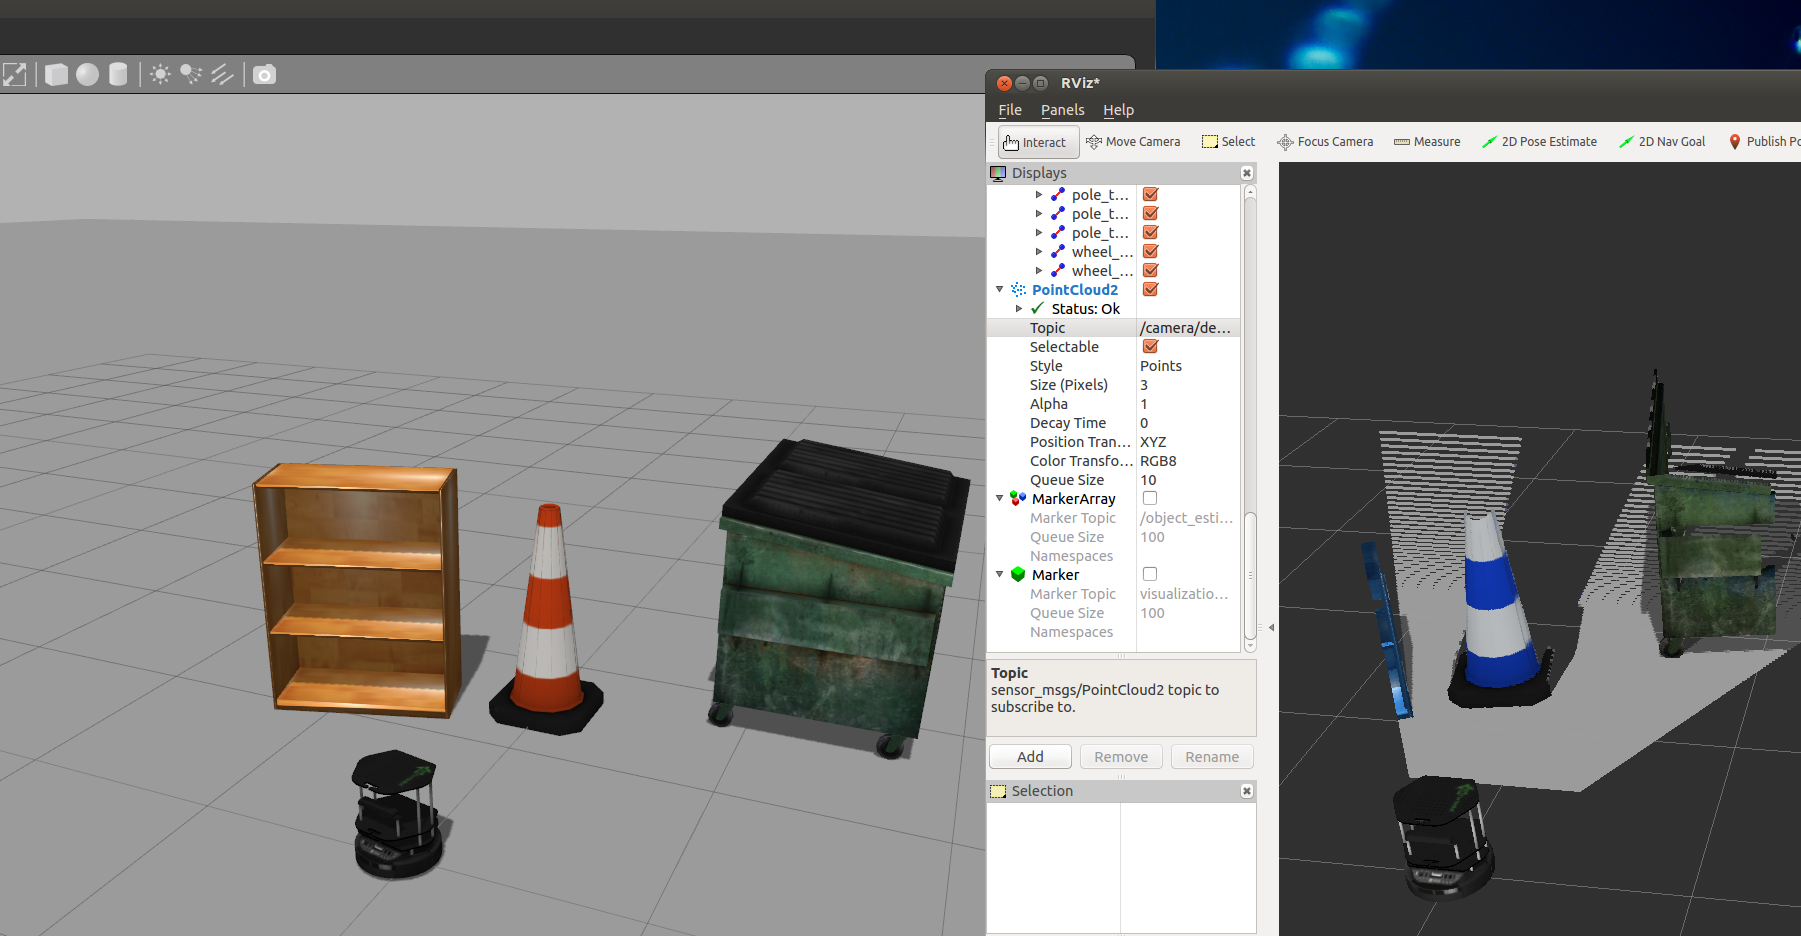 RViz*
File Panels Help
Interact Move Camera Select Focus Camera Measure 2D Pose Estimate 2D Nav Goal Publish Po
Displays
pole_t...
pole_t...
pole_t...
wheel_...
wheel_...
PointCloud2
Status: Ok
Topic /camera/de...
Selectable
Style Points
Size (Pixels) 3
Alpha 1
Decay Time 0
Position Tran... XYZ
Color Transfo... RGB8
Queue Size 10
MarkerArray
Marker Topic /object_esti...
Queue Size 100
Namespaces
Marker
Marker Topic visualizatio...
Queue Size 100
Namespaces
Topic
sensor_msgs/PointCloud2 topic to
subscribe to.
Add Remove Rename
Selection